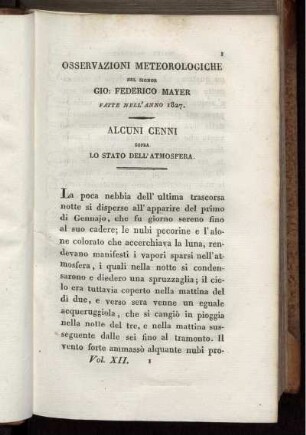 1
OSSERVAZIONI METEOROLOGICHE
DEL SIGNOR
GIO: FEDERICO MAYER
FATTE NELL'ANNO 1827.
ALCUNI CENNI
SOPRA
LO STATO DELL'ATMOSFERA.
La poca nebbia dell'ultima trascorsa
notte si disperse all'apparire del primo
di Gennajo, che fu giorno sereno fino
al suo cadere; le nubi pecorine e l'alo-
ne colorato che accerchiava la luna, ren-
devano manifesti i vapori sparsi nell'at-
mosfera, i quali nella notte si conden-
sarono e diedero una spruzzaglia; il cie-
lo era tuttavia coperto nella mattina del
di due, e verso sera venne un eguale
acqueruggiola, che si cangiò in pioggia
nella notte del tre, e nella mattina sus-
seguente dalle sei fino al tramonto. Il
vento forte ammassò alquante nubi pro-
Vol. XII. 1